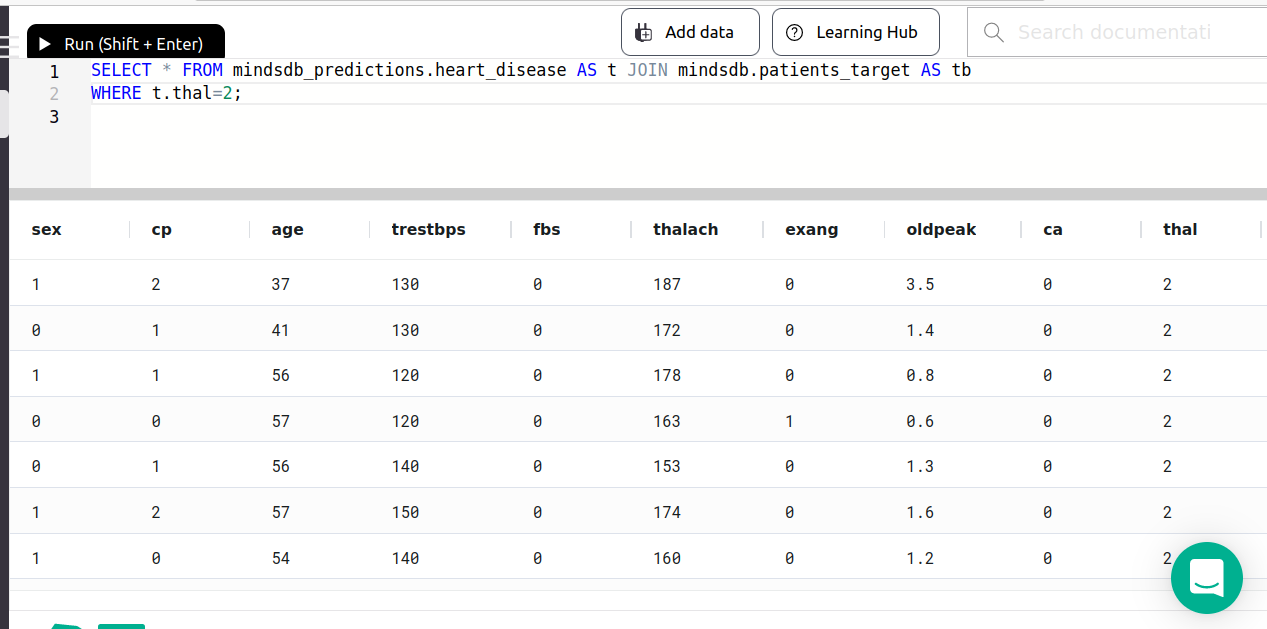 Add data Learning Hub Search documentati
Run (Shift + Enter)
1 SELECT * FROM mindsdb_predictions.heart_disease AS t JOIN mindsdb.patients_target AS tb
2 WHERE t.thal=2;
3
sex cp age trestbps fbs thalach exang oldpeak ca thal
1 2 37 130 0 187 0 3.5 0 2
0 1 41 130 0 172 0 1.4 0 2
1 1 56 120 0 178 0 0.8 0 2
0 0 57 120 0 163 1 0.6 0 2
0 1 56 140 0 153 0 1.3 0 2
1 2 57 150 0 174 0 1.6 0 2
1 0 54 140 0 160 0 1.2 0 2